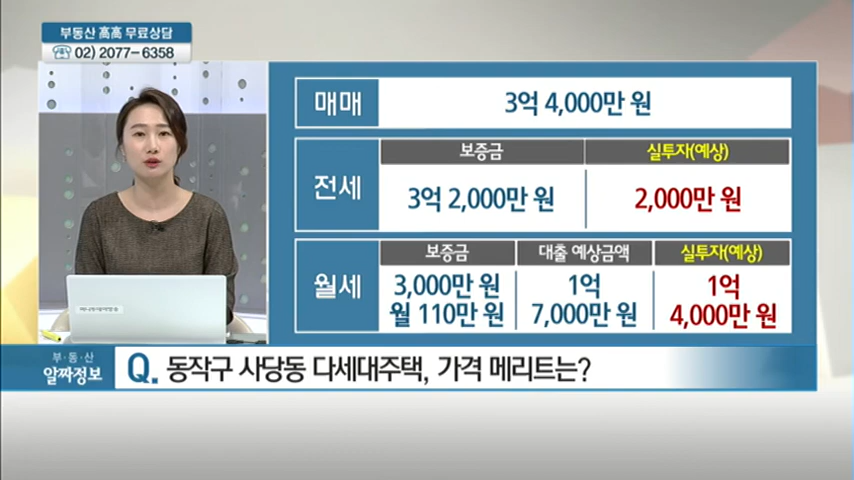 부동산 高高 무료상담
☎ 02) 2077-6358
매매
3억 4,000만 원
전세
보증금
실투자(예상)
3억 2,000만 원
2,000만 원
월세
보증금
대출 예상금액
실투자(예상)
3,000만 원
월 110만 원
1억
7,000만 원
1억
4,000만 원
부·동·산
알짜정보
Q. 동작구 사당동 다세대주택, 가격 메리트는?